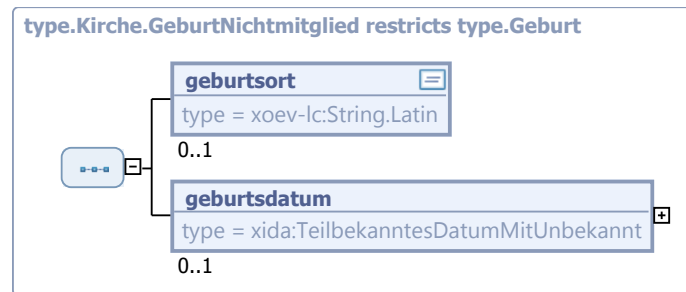 type.Kirche.GeburtNichtmitglied restricts type.Geburt
geburtsort
type = xoev-lc:String.Latin
0..1
geburtsdatum
type = xida:TeilbekanntesDatumMitUnbekannt
0..1